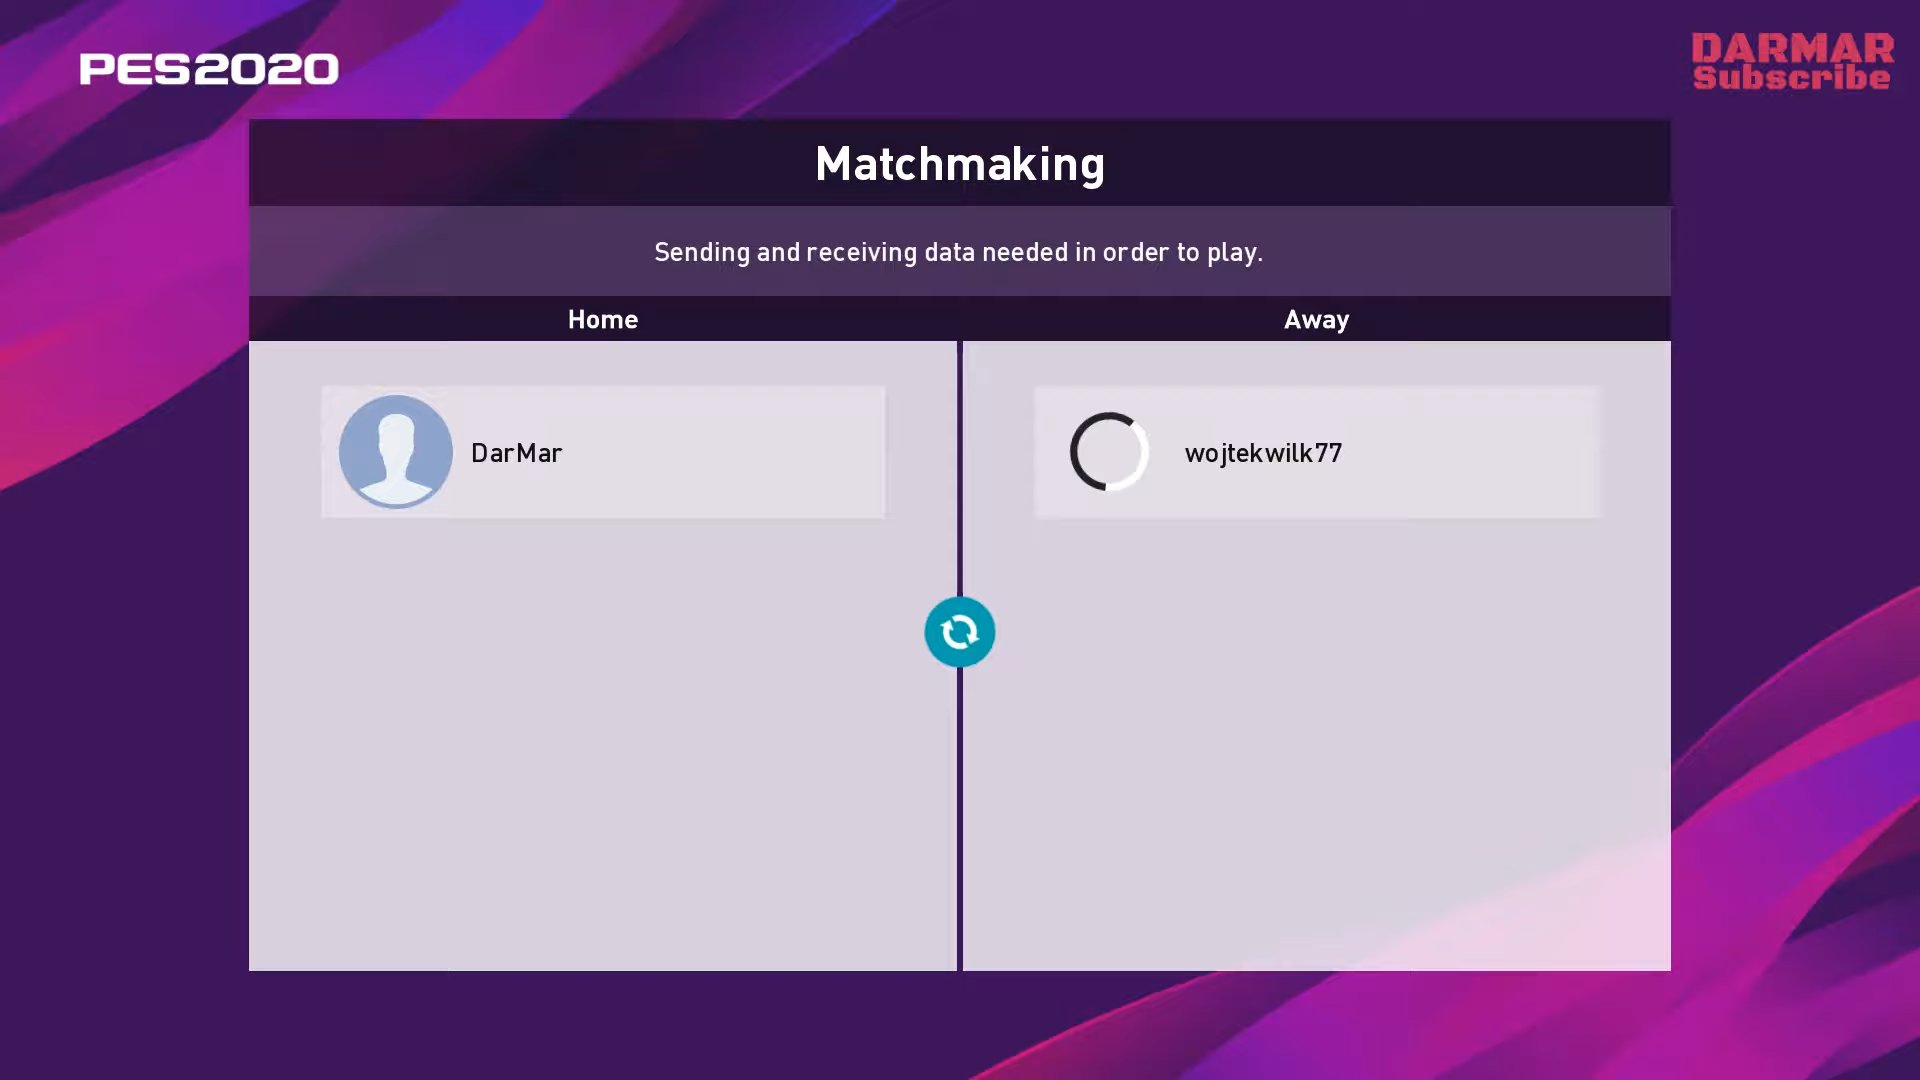 PES2020
DARMAR
Subscribe
Matchmaking
Sending and receiving data needed in order to play.
Home
Away
DarMar
wojtekwilk77